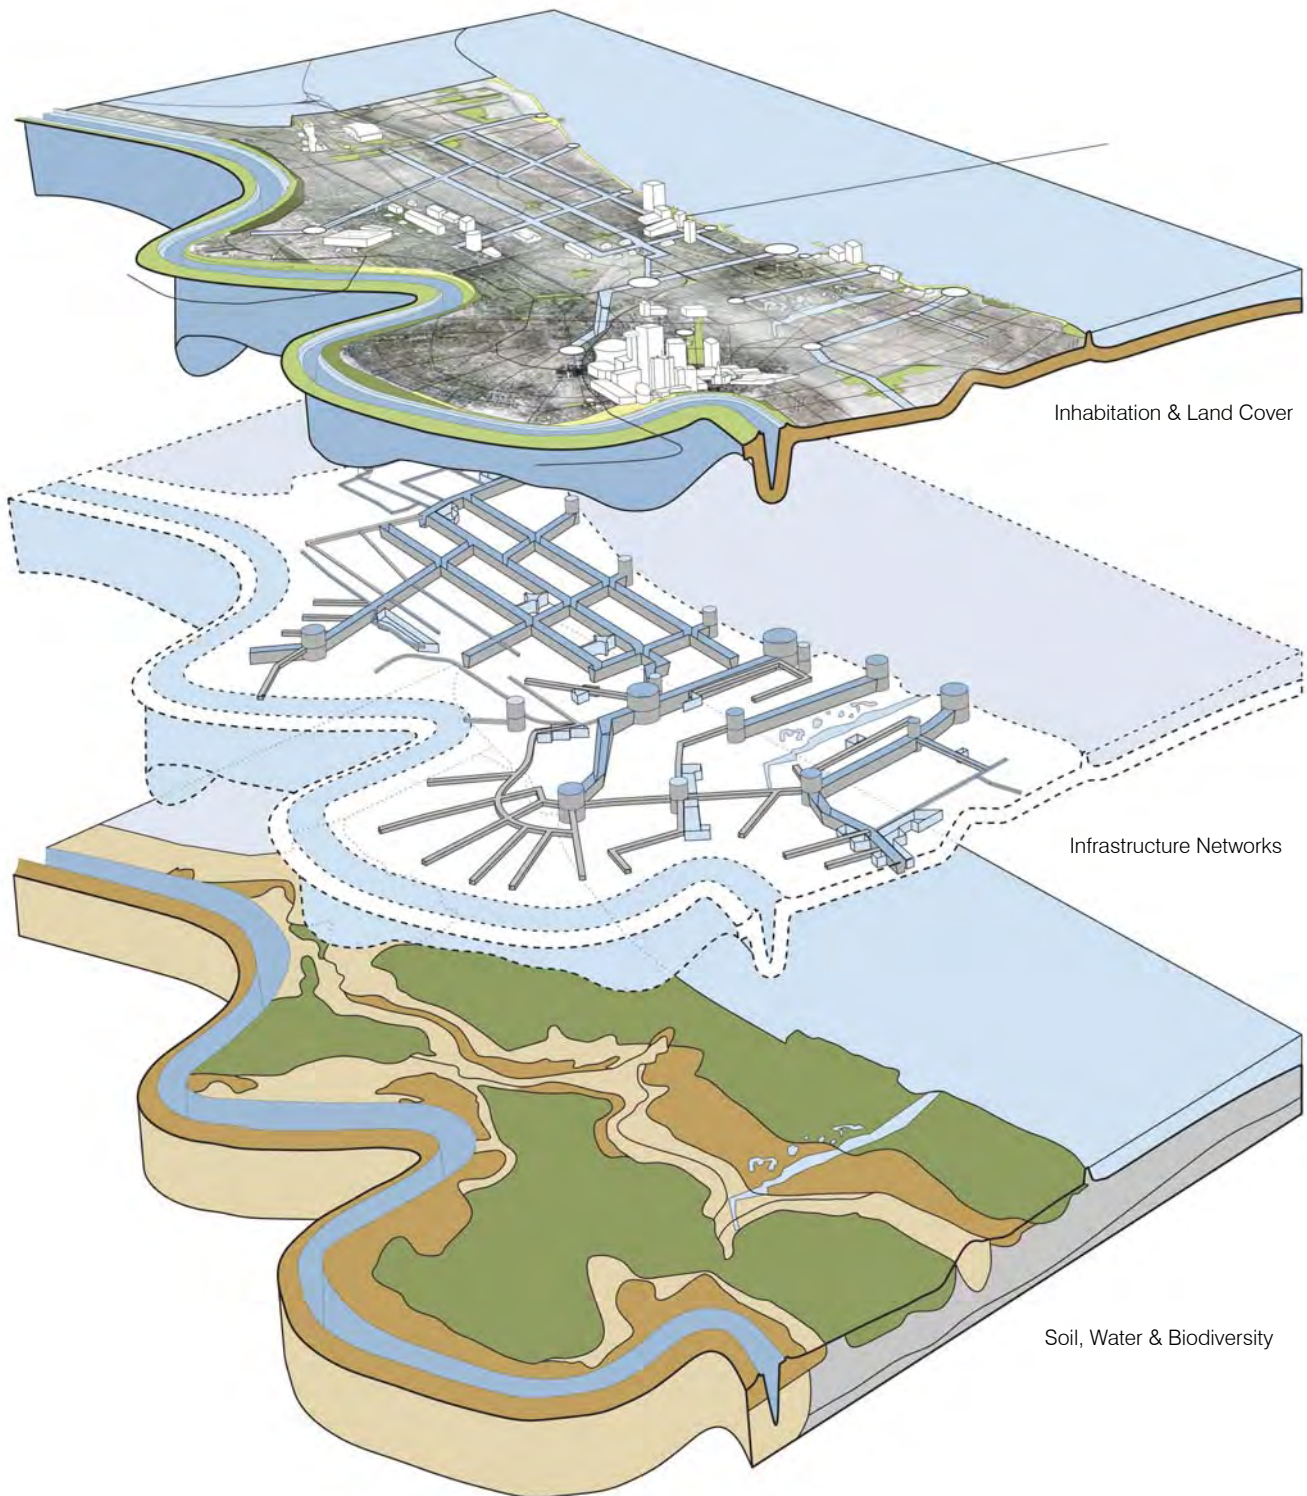 Inhabitation & Land Cover
Infrastructure Networks
Soil, Water & Biodiversity